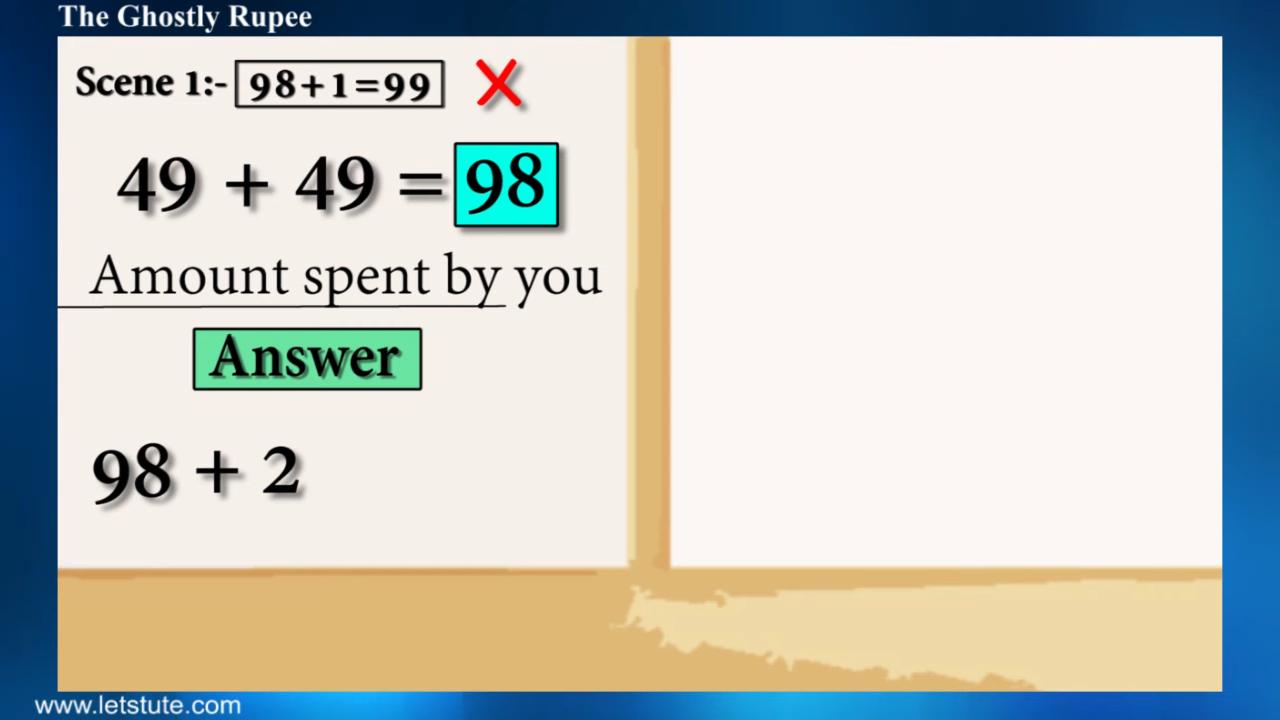 The Ghostly Rupee
Scene 1:- 98+1=99
49 + 49 = 98
Amount spent by you
Answer
98 + 2
www.letstute.com